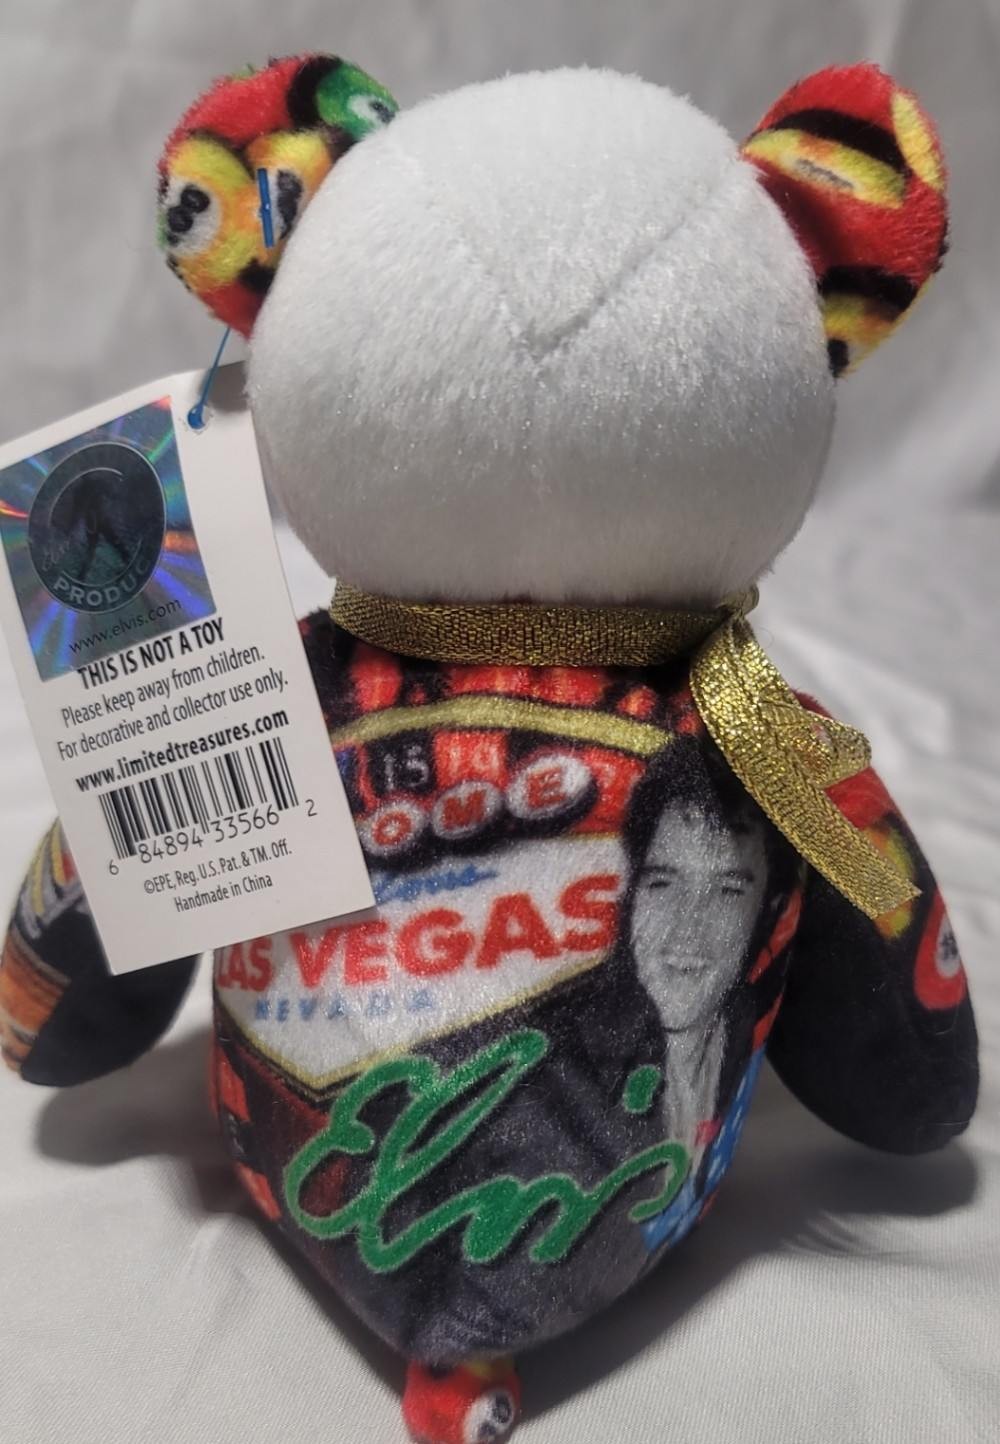 PRODUC
www.elvis.com
THIS IS NOT A TOY
Please keep away from children.
For decorative and collector use only.
www.limitedtreasures.com
6 84894 33566 2
©EPE, Reg. U.S. Pat. & TM. Off.
Handmade in China
15
OME
LAS VEGAS
NEVADA
Elvis
8